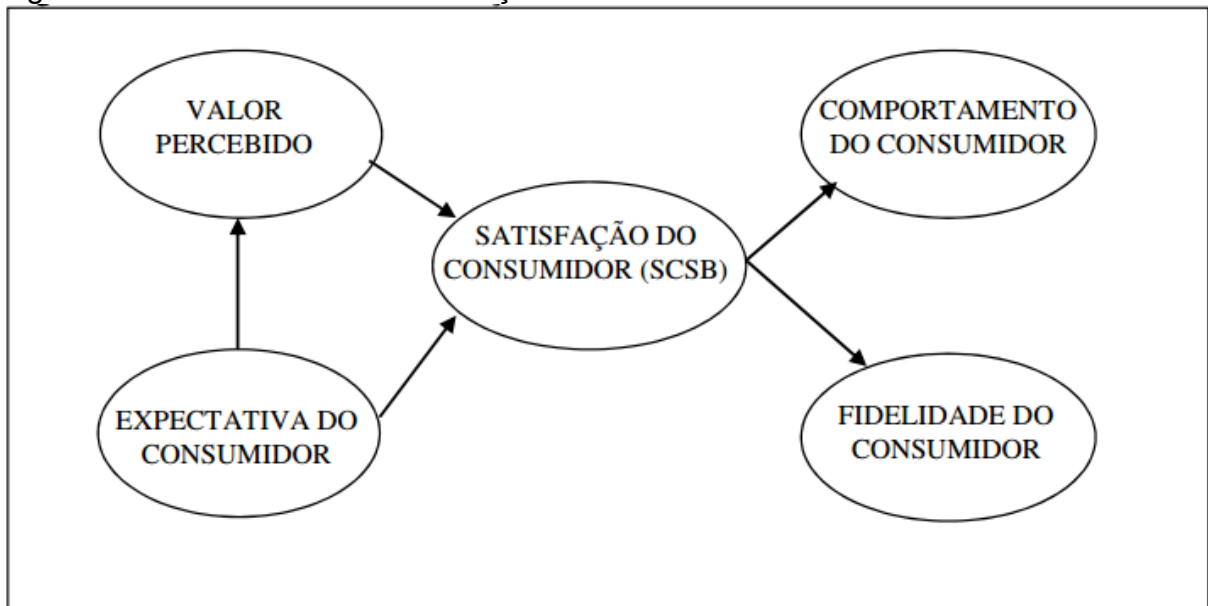 VALOR
PERCEBIDO
COMPORTAMENTO
DO CONSUMIDOR
SATISFAÇÃO DO
CONSUMIDOR (SCSB)
EXPECTATIVA DO
CONSUMIDOR
FIDELIDADE DO
CONSUMIDOR